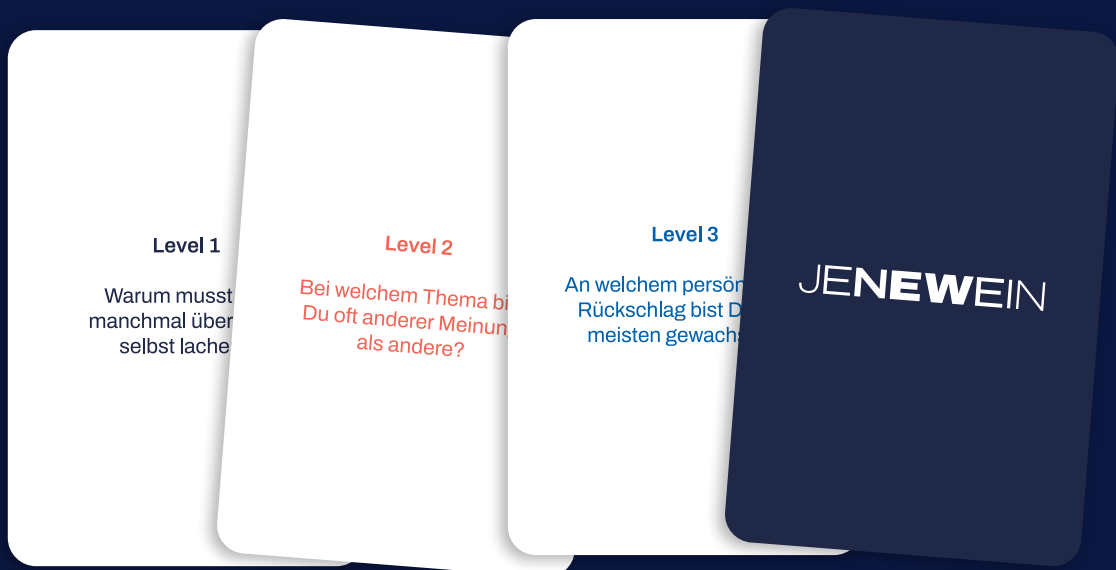 Level 1
Warum musst
manchmal über
selbst lache
Level 2
Bei welchem Thema bi
Du oft anderer Meinun
als andere?
Level 3
An welchem persön
Rückschlag bist D
meisten gewachs
JENEWEIN